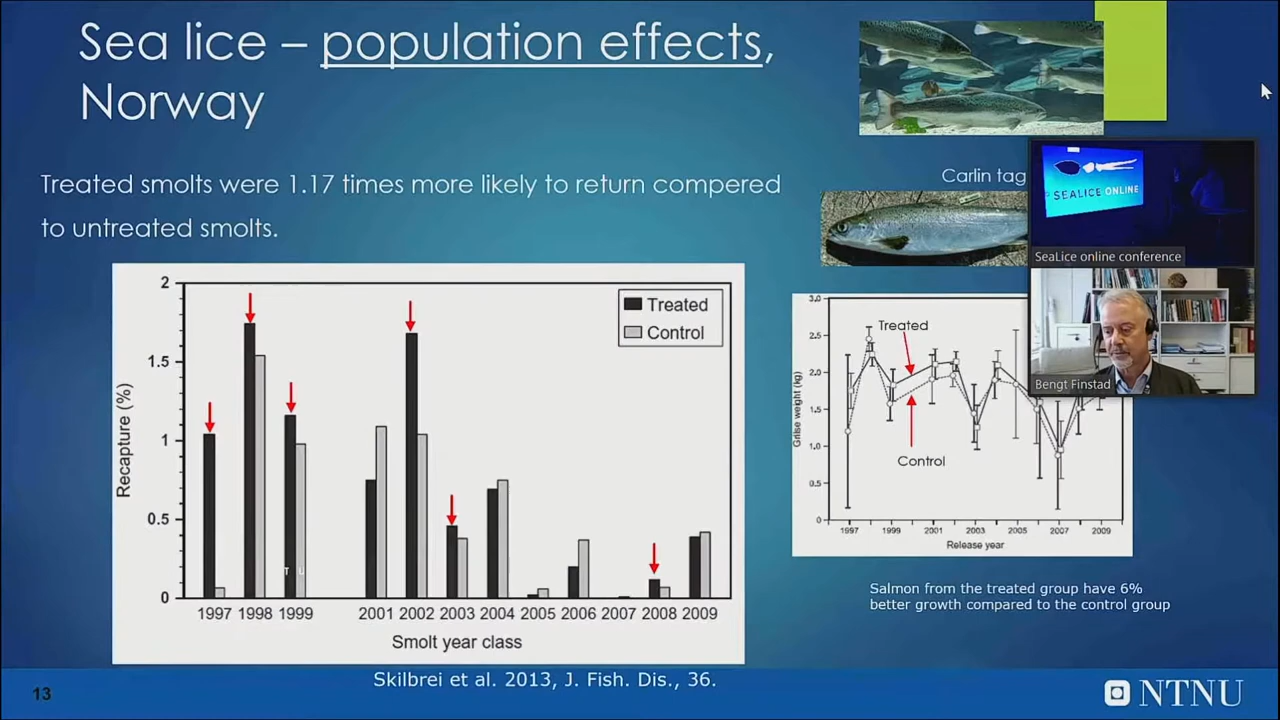 Sea lice – population effects,
Norway
Treated smolts were 1.17 times more likely to return compared
to untreated smolts.
Carlin tag
SEALICE ONLINE
SeaLice online conference
Bengt Finstad
2
1.5
1
0.5
0
Recapture (%)
Treated
Control
T U
1997 1998 1999 2001 2002 2003 2004 2005 2006 2007 2008 2009
Smolt year class
3.0
2.5
2.0
1.5
1.0
0.5
0
Grilse weight (kg)
Treated
Control
1997 1999 2001 2003 2005 2007 2009
Release year
Salmon from the treated group have 6%
better growth compared to the control group
Skilbrei et al. 2013, J. Fish. Dis., 36.
13
NTNU